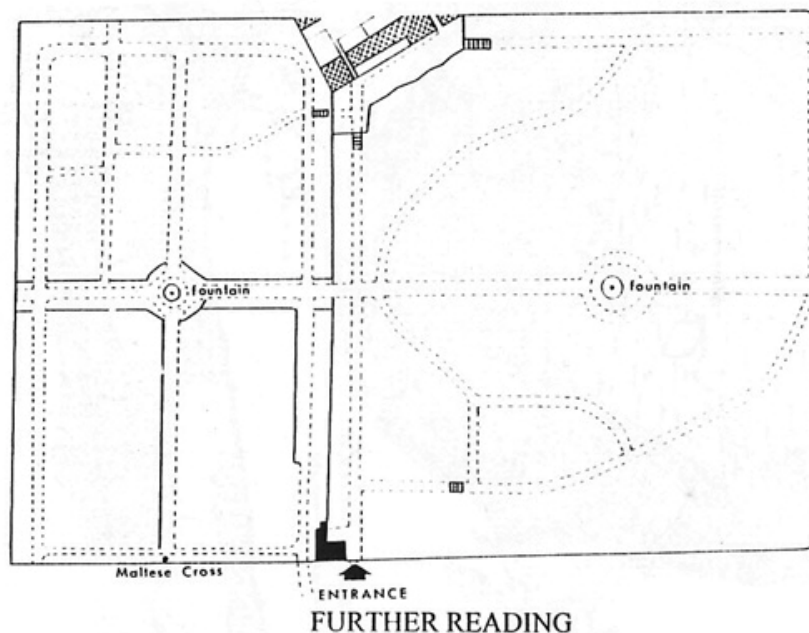 fountain
fountain
Maltese Cross
ENTRANCE
FURTHER READING